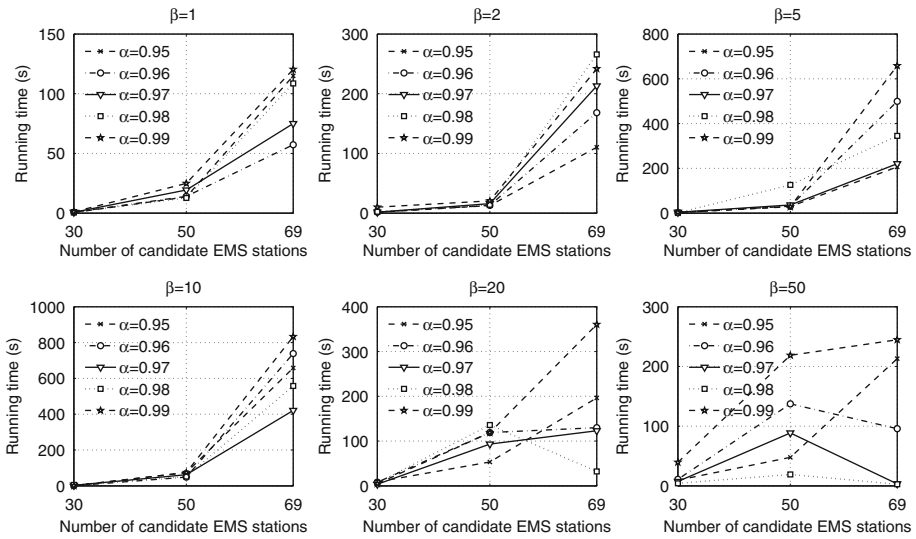 β=1
150
100
50
0
Running time (s)
α=0.95
α=0.96
α=0.97
α=0.98
α=0.99
30
50
69
Number of candidate EMS stations
β=2
300
200
100
0
Running time (s)
α=0.95
α=0.96
α=0.97
α=0.98
α=0.99
30
50
69
Number of candidate EMS stations
β=5
800
600
400
200
0
Running time (s)
α=0.95
α=0.96
α=0.97
α=0.98
α=0.99
30
50
69
Number of candidate EMS stations
β=10
1000
800
600
400
200
0
Running time (s)
α=0.95
α=0.96
α=0.97
α=0.98
α=0.99
30
50
69
Number of candidate EMS stations
β=20
400
300
200
100
0
Running time (s)
α=0.95
α=0.96
α=0.97
α=0.98
α=0.99
30
50
69
Number of candidate EMS stations
β=50
300
200
100
0
Running time (s)
α=0.95
α=0.96
α=0.97
α=0.98
α=0.99
30
50
69
Number of candidate EMS stations